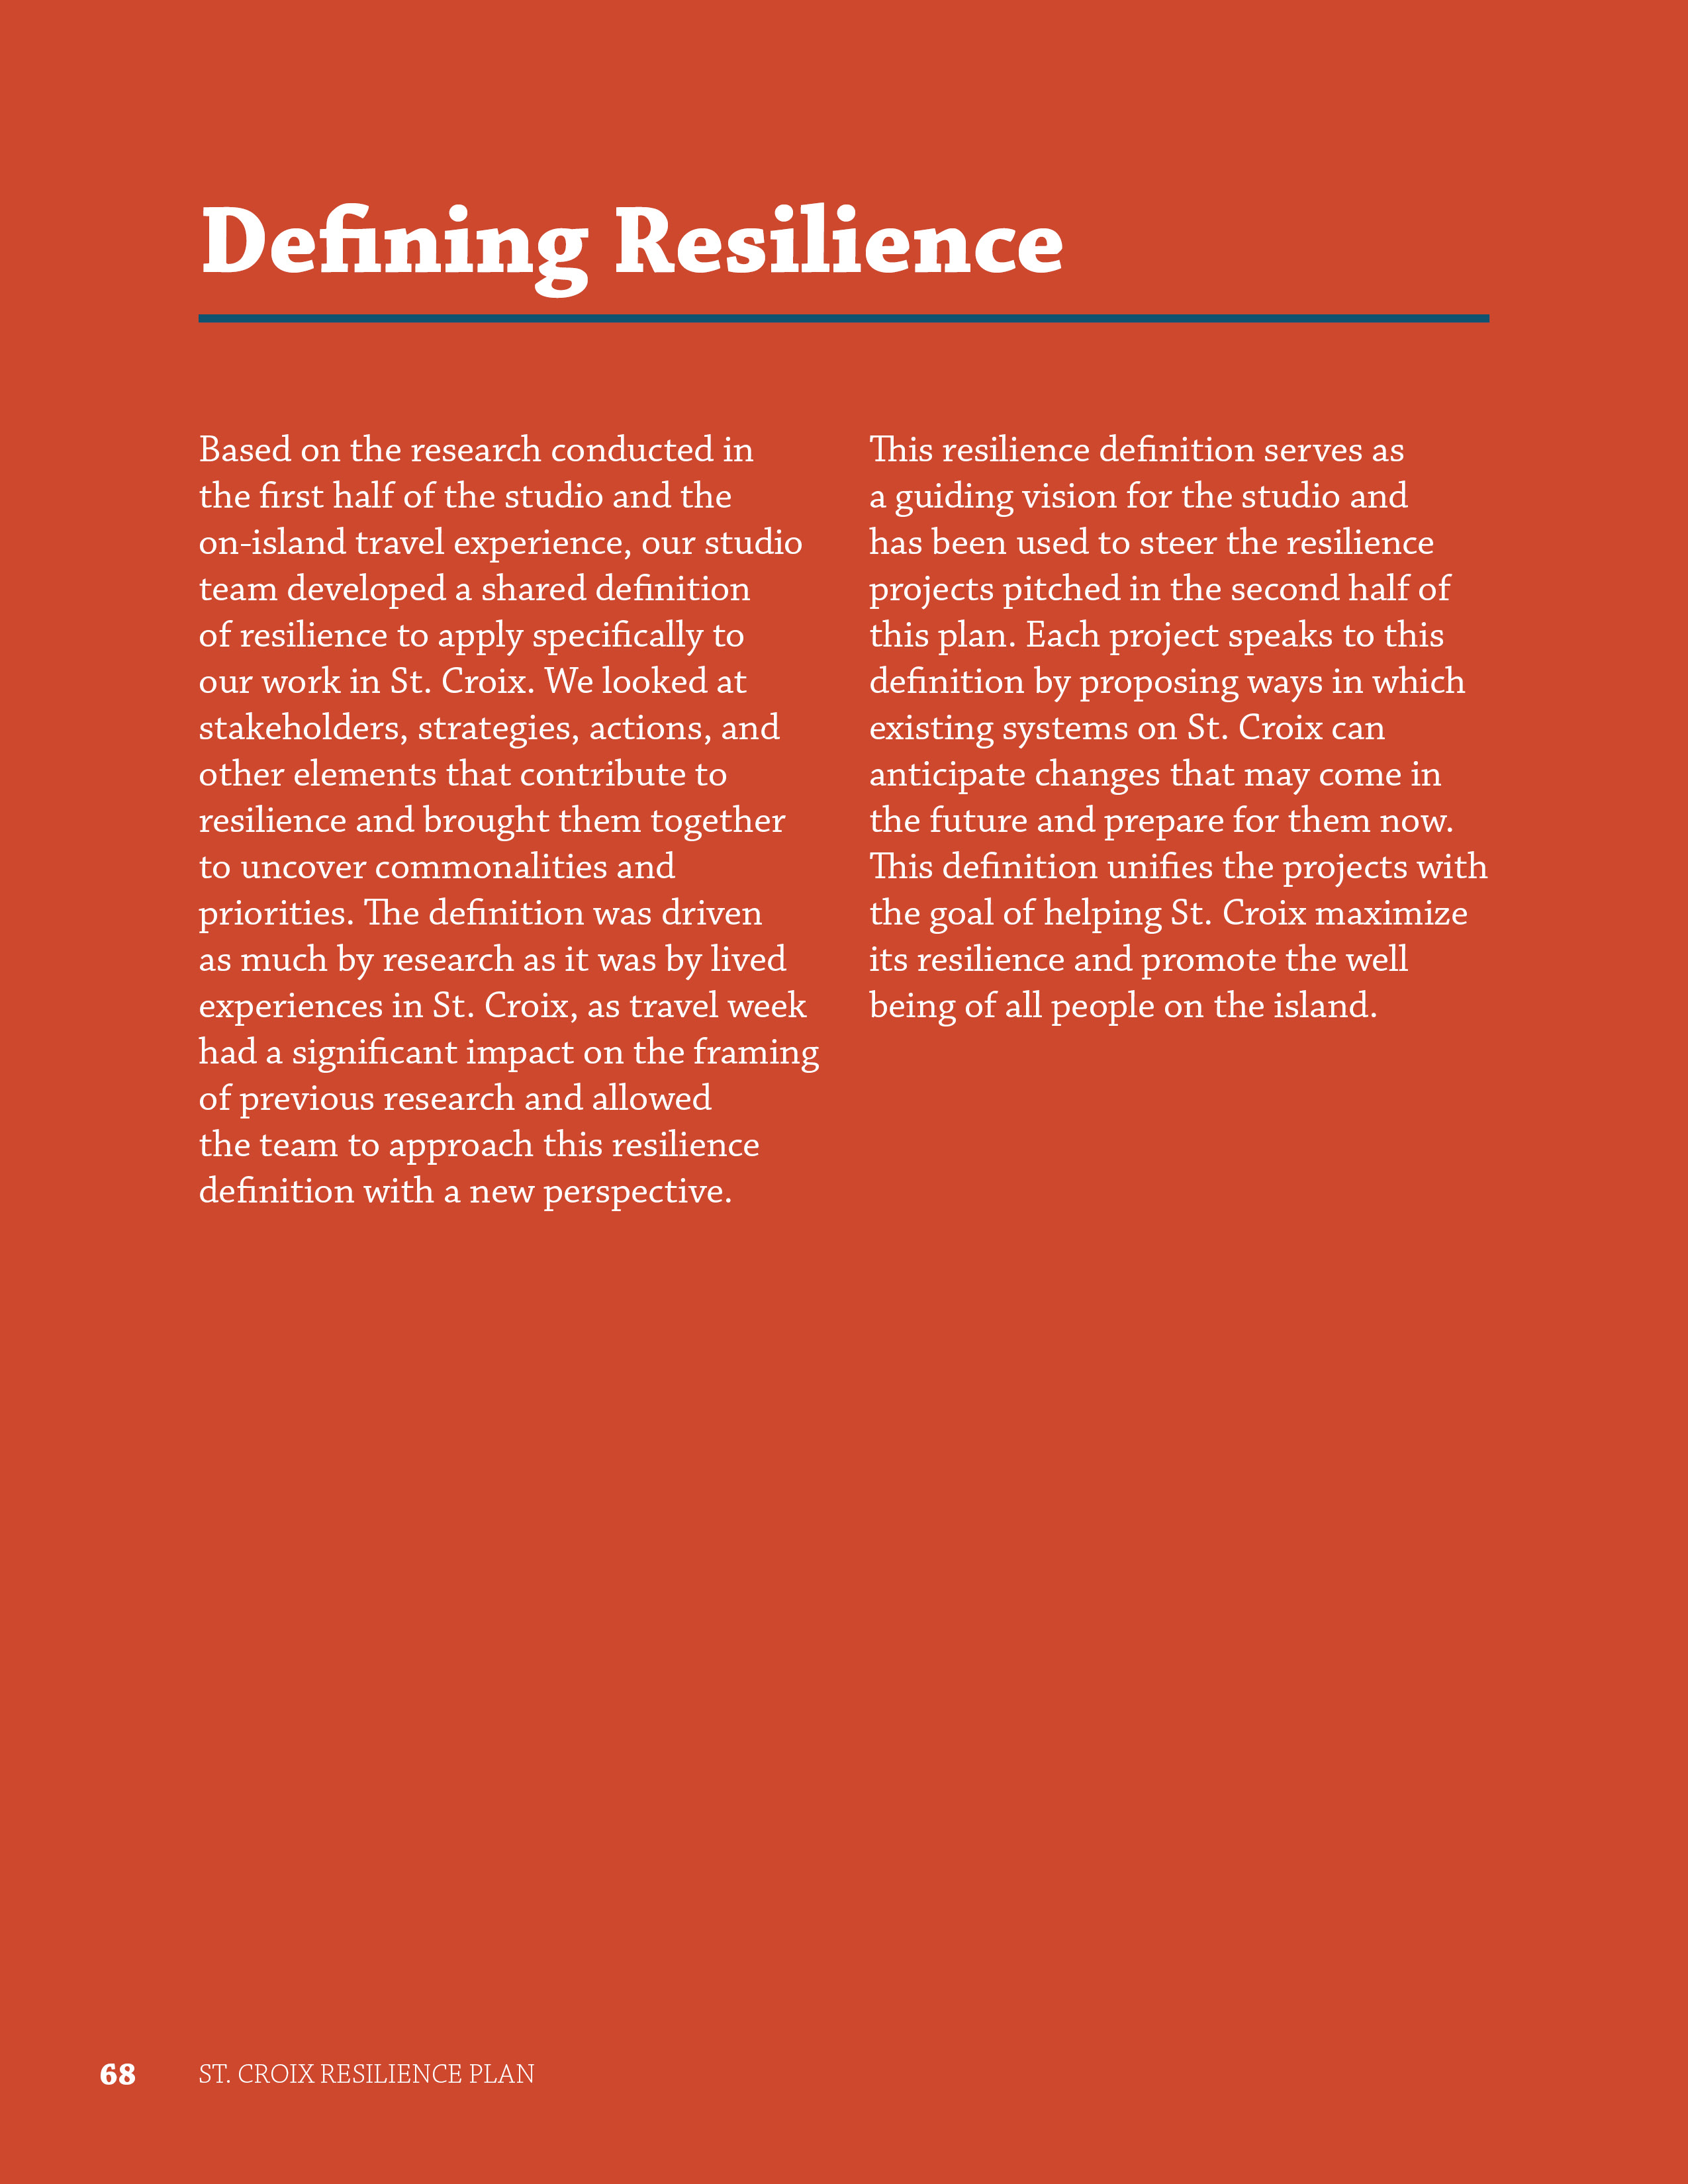 Defining Resilience
Based on the research conducted in
the first half of the studio and the
on-island travel experience, our studio
team developed a shared definition
of resilience to apply specifically to
our work in St. Croix. We looked at
stakeholders, strategies, actions, and
other elements that contribute to
resilience and brought them together
to uncover commonalities and
priorities. The definition was driven
as much by research as it was by lived
experiences in St. Croix, as travel week
had a significant impact on the framing
of previous research and allowed
the team to approach this resilience
definition with a new perspective.
This resilience definition serves as
a guiding vision for the studio and
has been used to steer the resilience
projects pitched in the second half of
this plan. Each project speaks to this
definition by proposing ways in which
existing systems on St. Croix can
anticipate changes that may come in
the future and prepare for them now.
This definition unifies the projects with
the goal of helping St. Croix maximize
its resilience and promote the well
being of all people on the island.
68 ST. CROIX RESILIENCE PLAN